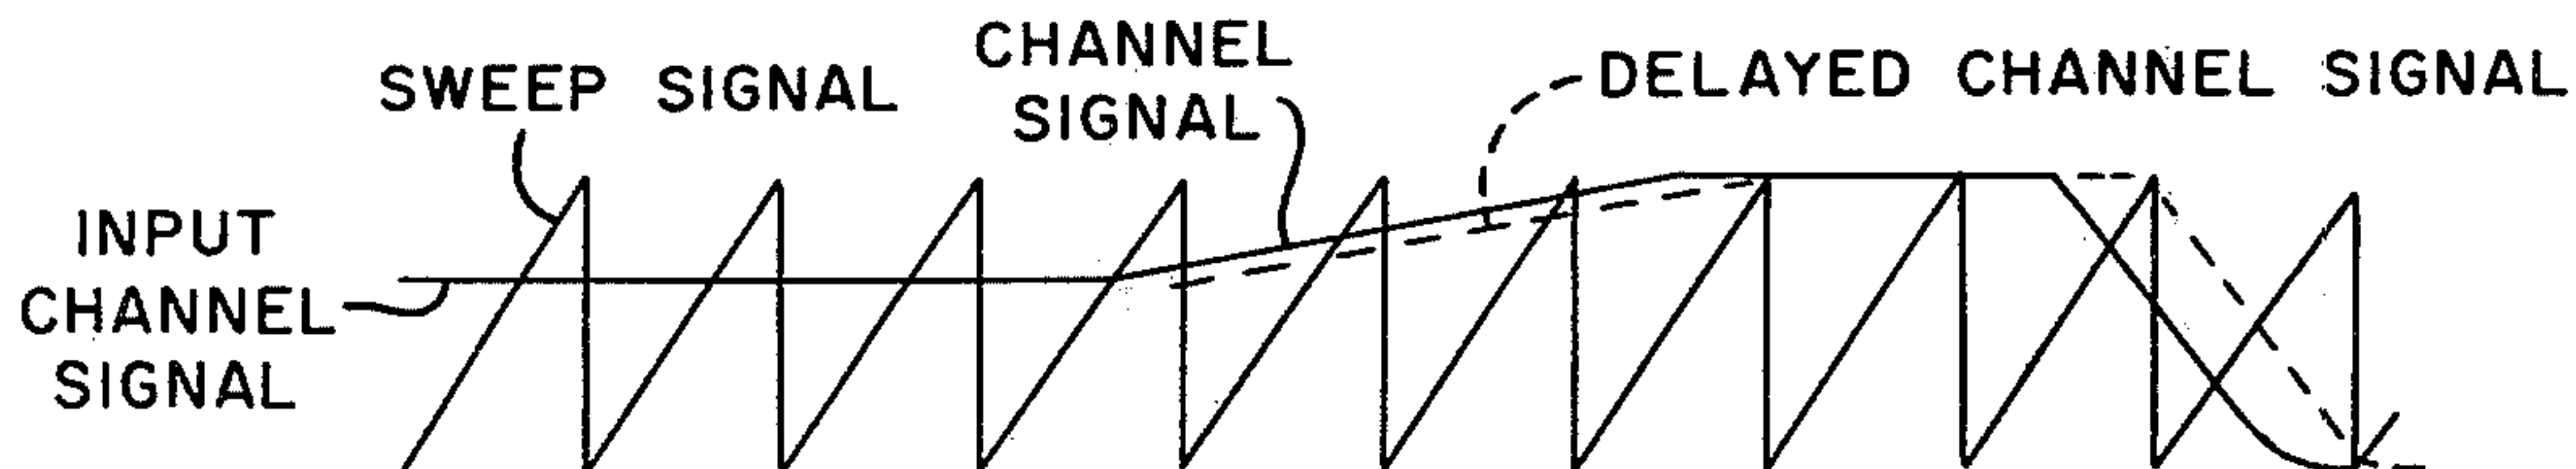 SWEEP SIGNAL
CHANNEL
SIGNAL
DELAYED CHANNEL SIGNAL
INPUT
CHANNEL
SIGNAL